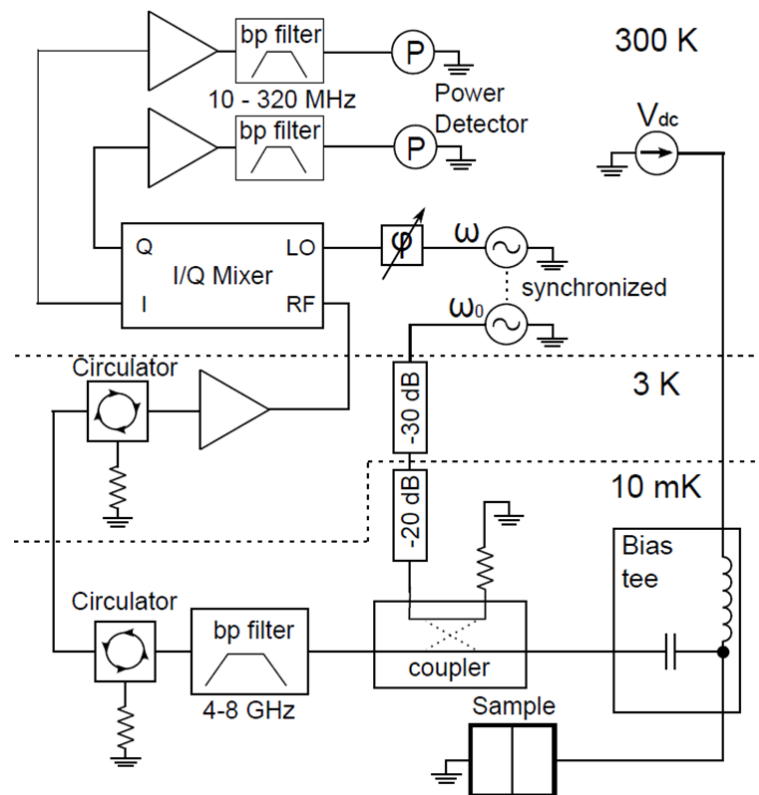 bp filter
P
300 K
10 - 320 MHz
Power
Detector
bp filter
P
Vdc
Q
LO
φ
ω
I/Q Mixer
synchronized
I
RF
ω0
Circulator
-30 dB
3 K
-20 dB
10 mK
Bias
tee
Circulator
bp filter
coupler
4-8 GHz
Sample